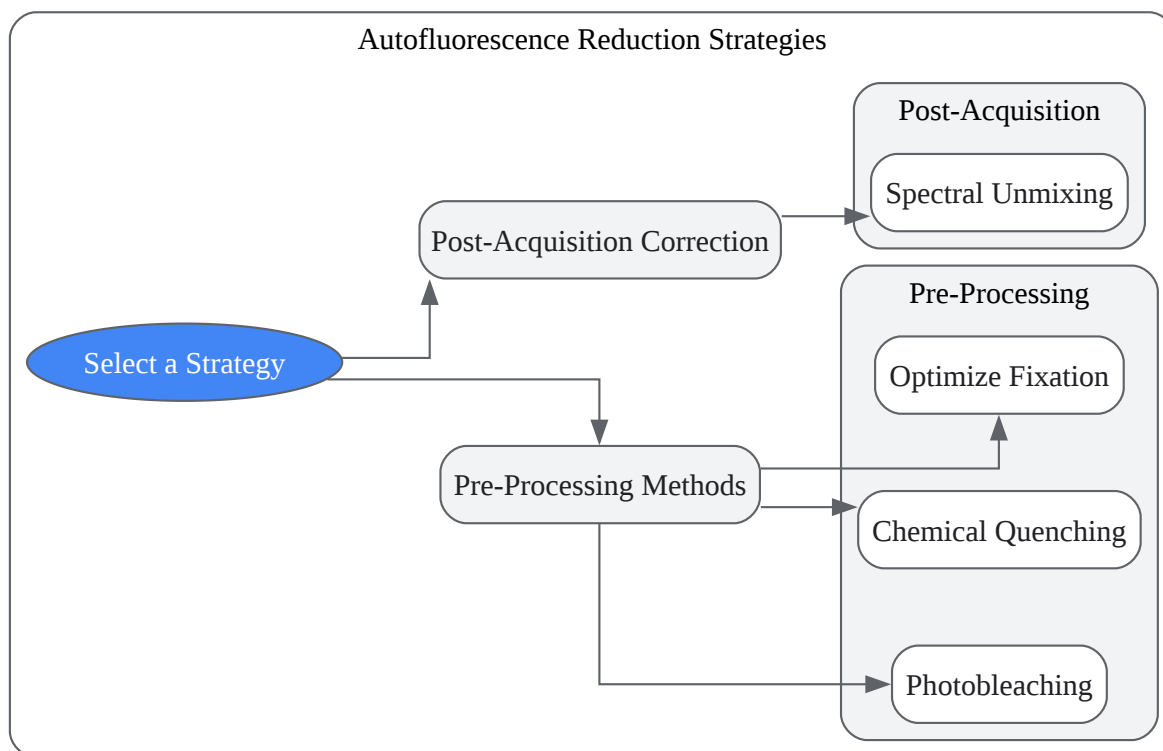 Autofluorescence Reduction Strategies
Post-Acquisition
Spectral Unmixing
Post-Acquisition Correction
Pre-Processing
Select a Strategy
Optimize Fixation
Pre-Processing Methods
Chemical Quenching
Photobleaching